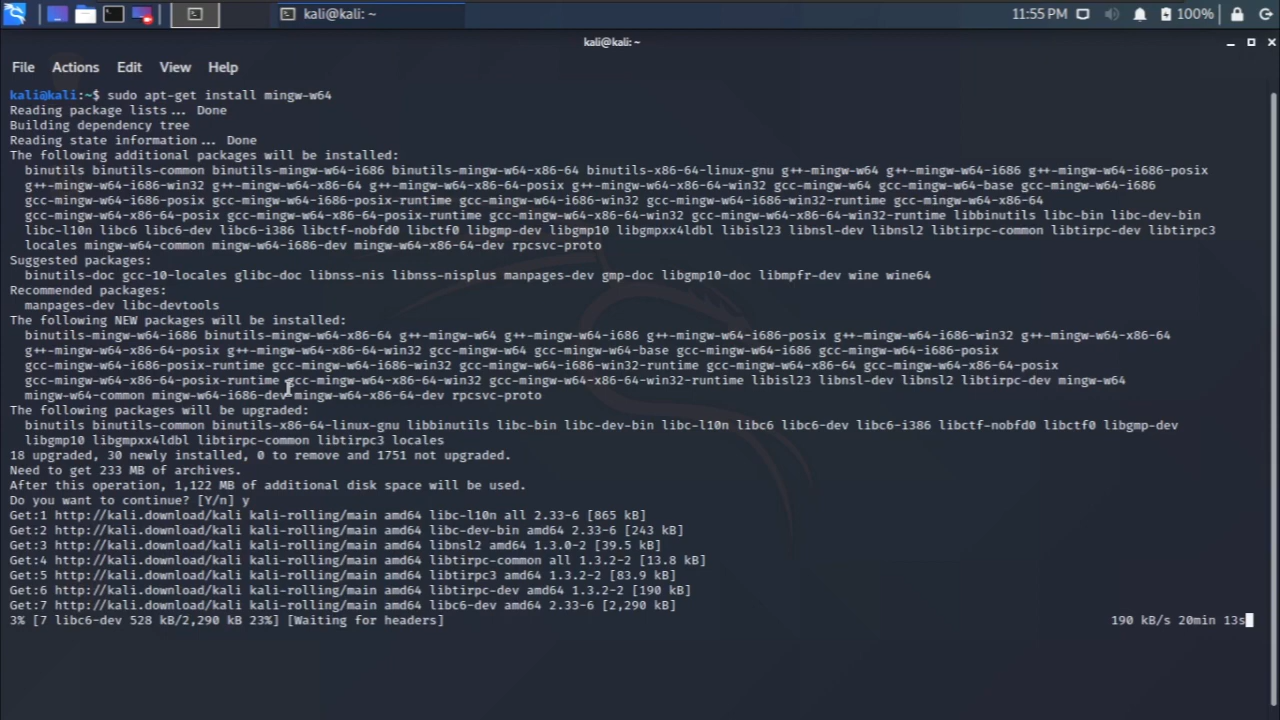 kali@kali: ~
11:55 PM
100%
kali@kali: ~
File Actions Edit View Help
kali@kali:~$ sudo apt-get install mingw-w64
Reading package lists... Done
Building dependency tree
Reading state information... Done
The following additional packages will be installed:
binutils binutils-common binutils-mingw-w64-i686 binutils-mingw-w64-x86-64 binutils-x86-64-linux-gnu g++-mingw-w64 g++-mingw-w64-i686 g++-mingw-w64-i686-posix
g++-mingw-w64-i686-win32 g++-mingw-w64-x86-64 g++-mingw-w64-x86-64-posix g++-mingw-w64-x86-64-win32 gcc-mingw-w64 gcc-mingw-w64-base gcc-mingw-w64-i686
gcc-mingw-w64-i686-posix gcc-mingw-w64-i686-posix-runtime gcc-mingw-w64-i686-win32 gcc-mingw-w64-i686-win32-runtime gcc-mingw-w64-x86-64
gcc-mingw-w64-x86-64-posix gcc-mingw-w64-x86-64-posix-runtime gcc-mingw-w64-x86-64-win32 gcc-mingw-w64-x86-64-win32-runtime libbinutils libc-bin libc-dev-bin
libc-l10n libc6 libc6-dev libc6-i386 libctf-nobfd0 libctf0 libgmp-dev libgmp10 libgmpxx4ldbl libisl23 libnsl-dev libnsl2 libtirpc-common libtirpc-dev libtirpc3
locales mingw-w64-common mingw-w64-i686-dev mingw-w64-x86-64-dev rpcsvc-proto
Suggested packages:
binutils-doc gcc-10-locales glibc-doc libnss-nis libnss-nisplus manpages-dev gmp-doc libgmp10-doc libmpfr-dev wine wine64
Recommended packages:
manpages-dev libc-devtools
The following NEW packages will be installed:
binutils-mingw-w64-i686 binutils-mingw-w64-x86-64 g++-mingw-w64 g++-mingw-w64-i686 g++-mingw-w64-i686-posix g++-mingw-w64-i686-win32 g++-mingw-w64-x86-64
g++-mingw-w64-x86-64-posix g++-mingw-w64-x86-64-win32 gcc-mingw-w64 gcc-mingw-w64-base gcc-mingw-w64-i686 gcc-mingw-w64-i686-posix
gcc-mingw-w64-i686-posix-runtime gcc-mingw-w64-i686-win32 gcc-mingw-w64-i686-win32-runtime gcc-mingw-w64-x86-64 gcc-mingw-w64-x86-64-posix
gcc-mingw-w64-x86-64-posix-runtime gcc-mingw-w64-x86-64-win32 gcc-mingw-w64-x86-64-win32-runtime libisl23 libnsl-dev libnsl2 libtirpc-dev mingw-w64
mingw-w64-common mingw-w64-i686-dev mingw-w64-x86-64-dev rpcsvc-proto
The following packages will be upgraded:
binutils binutils-common binutils-x86-64-linux-gnu libbinutils libc-bin libc-dev-bin libc-l10n libc6 libc6-dev libc6-i386 libctf-nobfd0 libctf0 libgmp-dev
libgmp10 libgmpxx4ldbl libtirpc-common libtirpc3 locales
18 upgraded, 30 newly installed, 0 to remove and 1751 not upgraded.
Need to get 233 MB of archives.
After this operation, 1,122 MB of additional disk space will be used.
Do you want to continue? [Y/n] y
Get:1 http://kali.download/kali kali-rolling/main amd64 libc-l10n all 2.33-6 [865 kB]
Get:2 http://kali.download/kali kali-rolling/main amd64 libc-dev-bin amd64 2.33-6 [243 kB]
Get:3 http://kali.download/kali kali-rolling/main amd64 libnsl2 amd64 1.3.0-2 [39.5 kB]
Get:4 http://kali.download/kali kali-rolling/main amd64 libtirpc-common all 1.3.2-2 [13.8 kB]
Get:5 http://kali.download/kali kali-rolling/main amd64 libtirpc3 amd64 1.3.2-2 [83.9 kB]
Get:6 http://kali.download/kali kali-rolling/main amd64 libtirpc-dev amd64 1.3.2-2 [190 kB]
Get:7 http://kali.download/kali kali-rolling/main amd64 libc6-dev amd64 2.33-6 [2,290 kB]
3% [7 libc6-dev 528 kB/2,290 kB 23%] [Waiting for headers] 190 kB/s 20min 13s